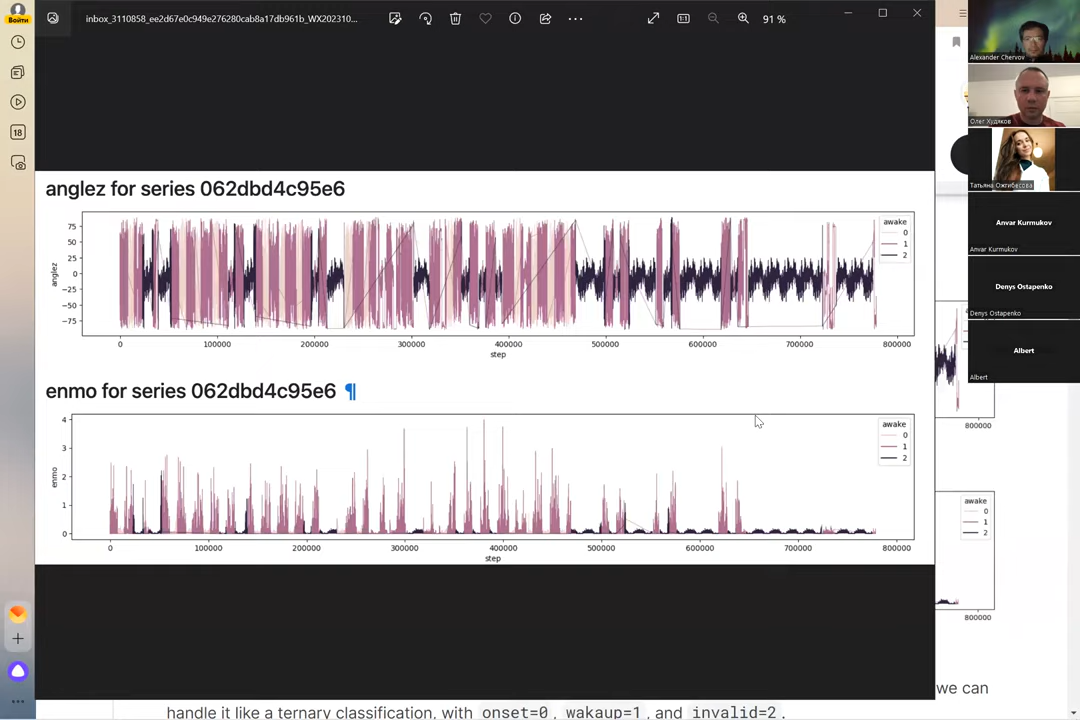 Войти
18
inbox_3110858_ee2d67e0c949e276280cab8a17db961b_WX202310...
91 %
Alexander Chervov
Олег Худяков
Татьяна Ожгибесова
Anvar Kurmukov
Anvar Kurmukov
Denys Ostapenko
Denys Ostapenko
Albert
Albert
anglez for series 062dbd4c95e6
anglez
75
50
25
0
−25
−50
−75
0
100000
200000
300000
400000
500000
600000
700000
800000
step
awake
0
1
2
enmo for series 062dbd4c95e6 ¶
enmo
4
3
2
1
0
0
100000
200000
300000
400000
500000
600000
700000
800000
step
awake
0
1
2
800000
awake
0
1
2
800000
we can
handle it like a ternary classification, with onset=0 , wakaup=1 , and invalid=2 .